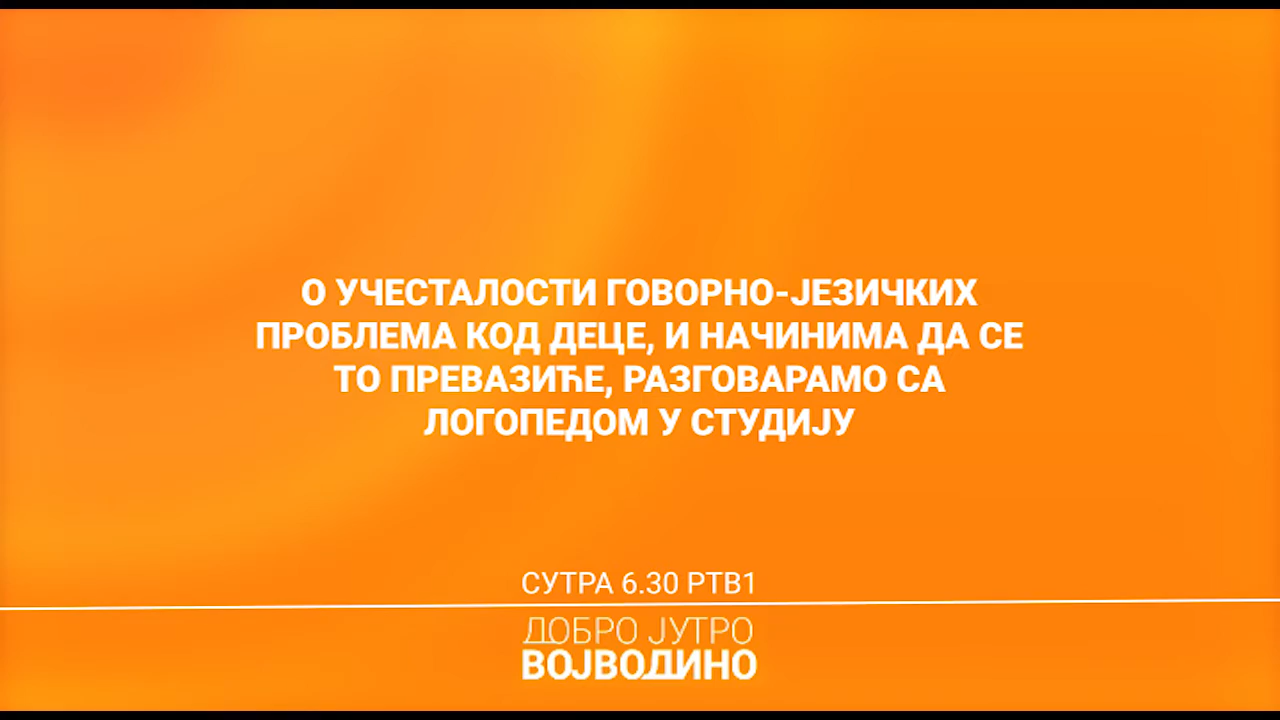 О УЧЕСТАЛОСТИ ГОВОРНО-ЈЕЗИЧКИХ
ПРОБЛЕМА КОД ДЕЦЕ, И НАЧИНИМА ДА СЕ
ТО ПРЕВАЗИЋЕ, РАЗГОВАРАМО СА
ЛОГОПЕДОМ У СТУДИЈУ
СУТРА 6.30 РТВ1
ДОБРО ЈУТРО
ВОЈВОДИНО